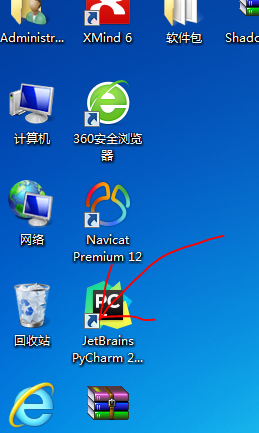 Administr...
XMind 6
软件包
Shado
计算机
360安全浏览
器
网络
Navicat
Premium 12
PC
回收站
JetBrains
PyCharm 2...